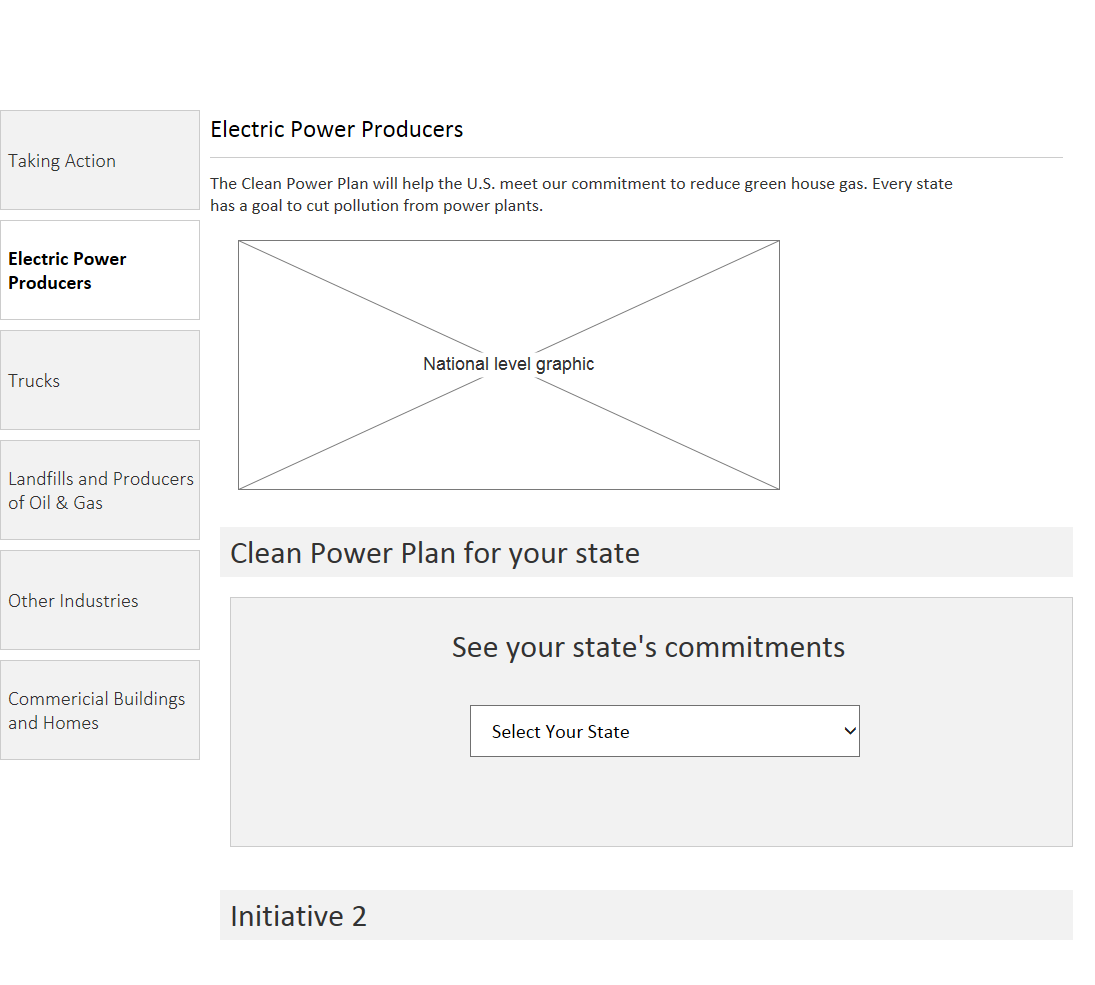 Taking Action
Electric Power
Producers
Trucks
Landfills and Producers
of Oil & Gas
Other Industries
Commericial Buildings
and Homes
Electric Power Producers
The Clean Power Plan will help the U.S. meet our commitment to reduce green house gas. Every state
has a goal to cut pollution from power plants.
National level graphic
Clean Power Plan for your state
See your state's commitments
Select Your State
Initiative 2